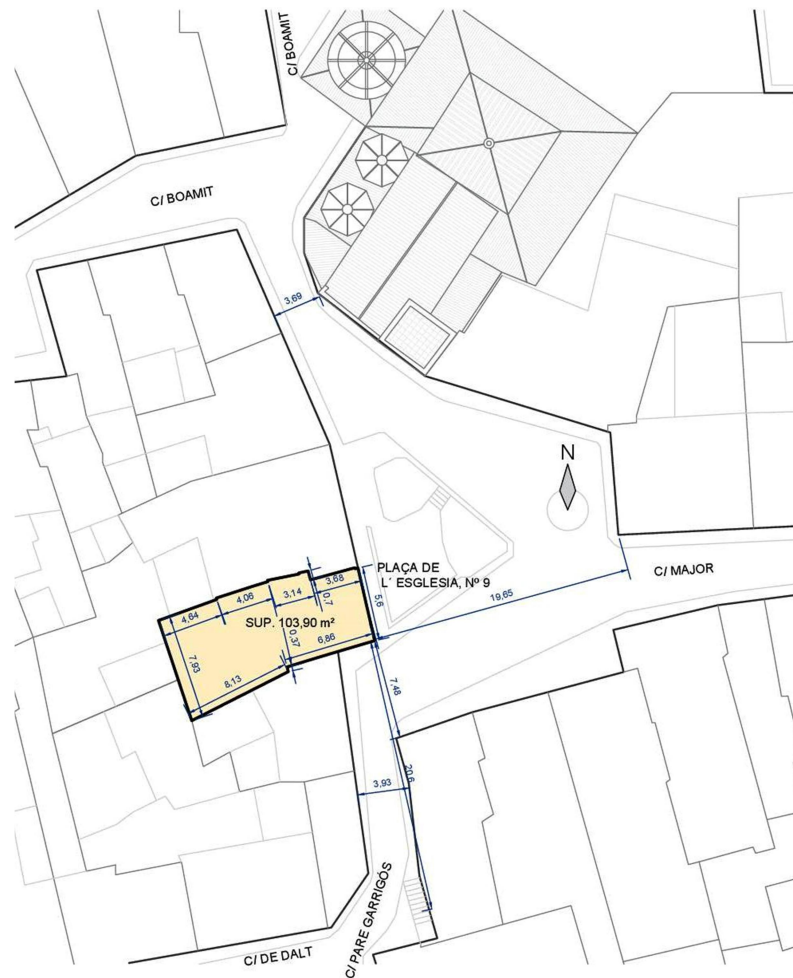 C/ BOAMIT
C/ BOAMIT
3,69
N
PLAÇA DE
L´ ESGLESIA, Nº 9
C/ MAJOR
19,65
3,68
0,7
5,6
3,14
4,06
4,64
SUP. 103,90 m²
0,37
6,86
7,93
8,13
7,48
20,6
3,93
C/ PARE GARRIGÓS
C/ DE DALT